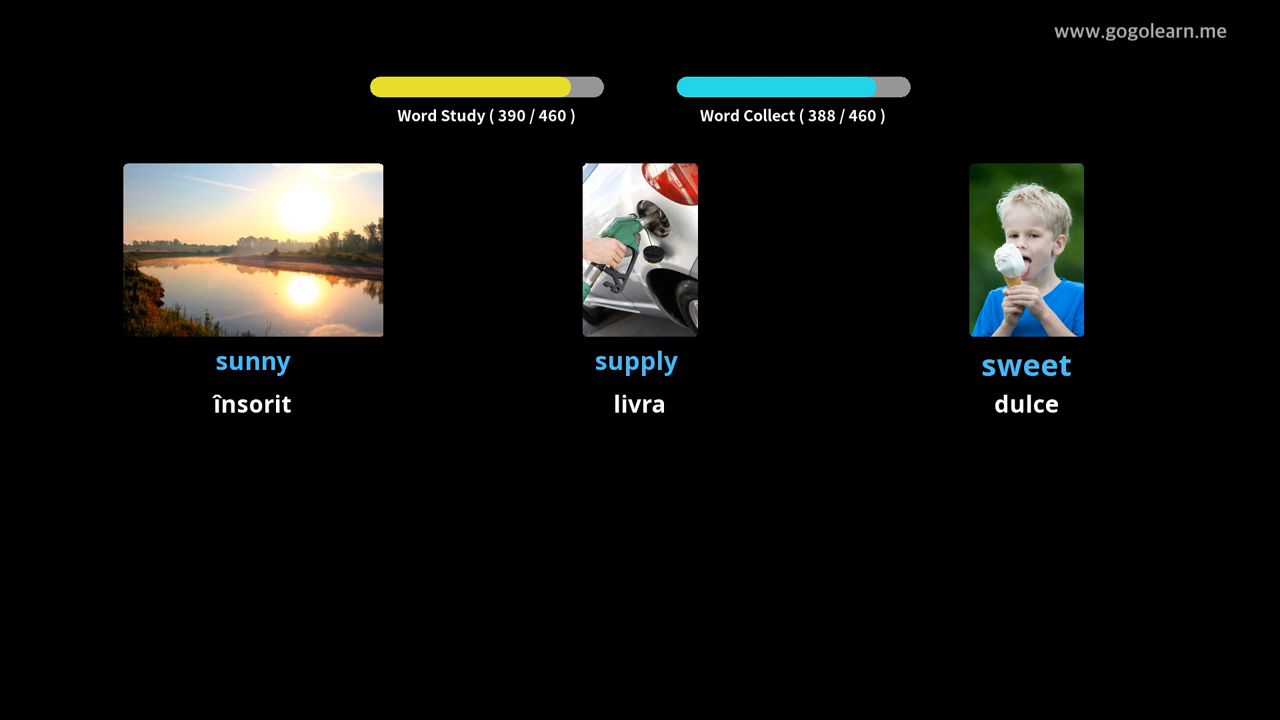 www.gogolearn.me
Word Study ( 390 / 460 )
Word Collect ( 388 / 460 )
sunny
însorit
supply
livra
sweet
dulce